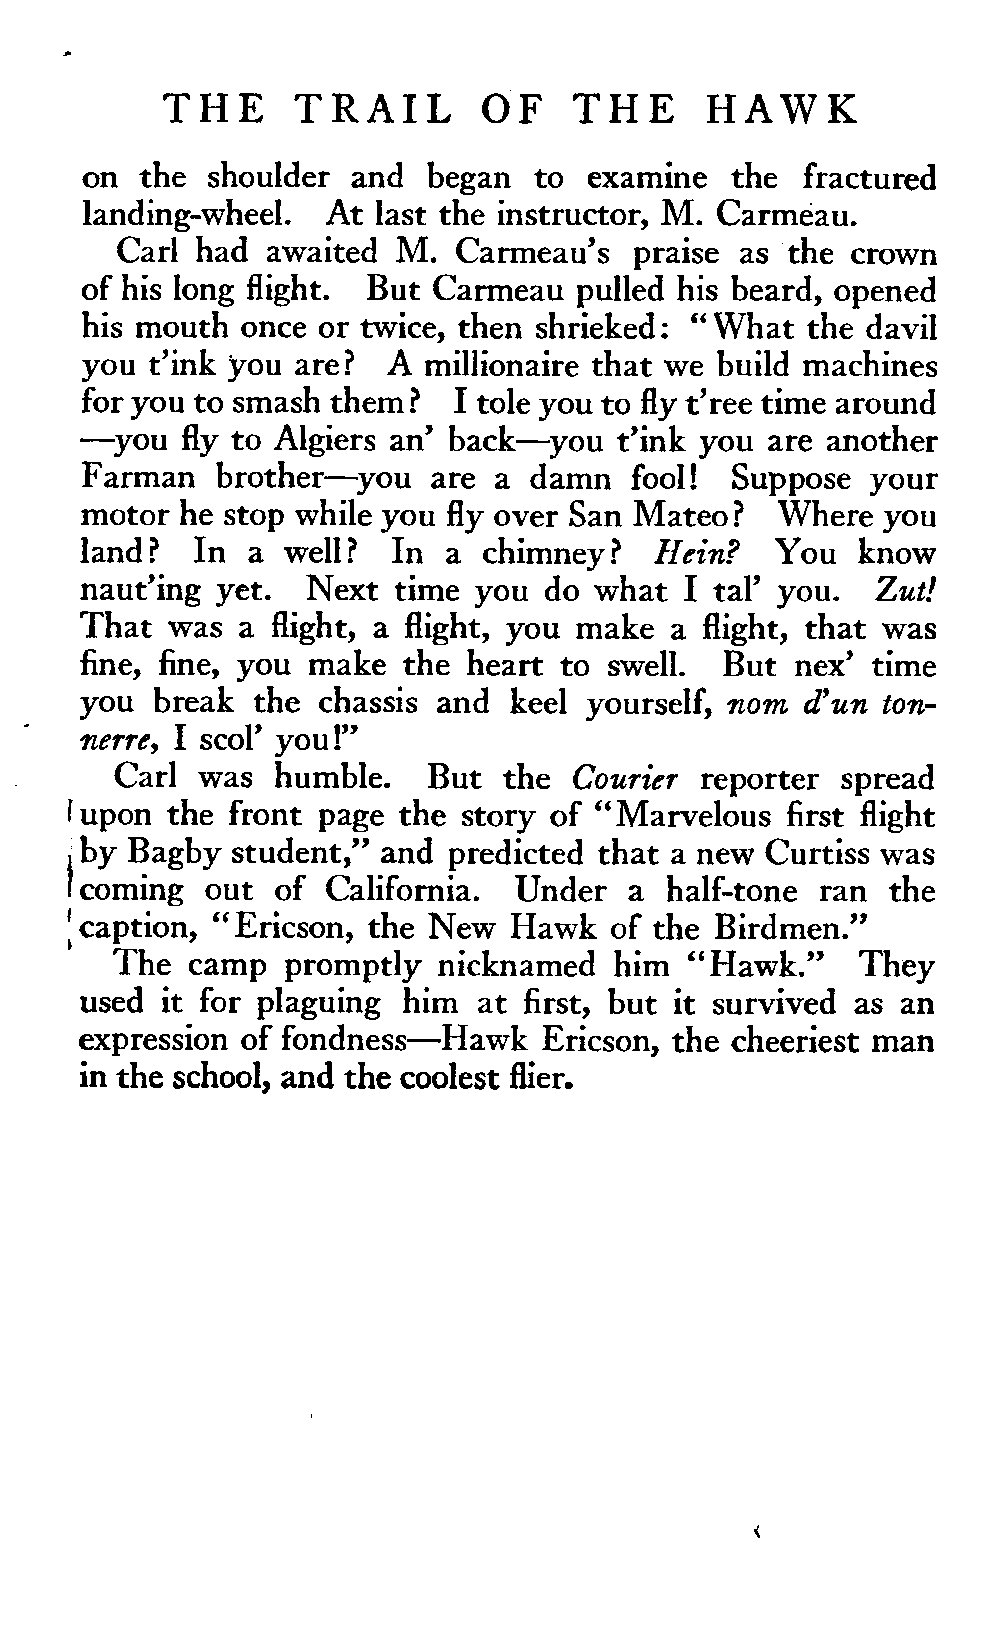 THE TRAIL OF THE HAWK
on the shoulder and began to examine the fractured
landing-wheel. At last the instructor, M. Carmeau.
Carl had awaited M. Carmeau's praise as the crown
of his long flight. But Carmeau pulled his beard, opened
his mouth once or twice, then shrieked: "What the davil
you t'ink you are? A millionaire that we build machines
for you to smash them? I tole you to fly t'ree time around
—you fly to Algiers an' back—you t'ink you are another
Farman brother—you are a damn fool! Suppose your
motor he stop while you fly over San Mateo? Where you
land? In a well? In a chimney? Hein? You know
naut'ing yet. Next time you do what I tal' you. Zut!
That was a flight, a flight, you make a flight, that was
fine, fine, you make the heart to swell. But nex' time
you break the chassis and keel yourself, nom d'un ton-
nerre, I scol' you!"
Carl was humble. But the Courier reporter spread
upon the front page the story of "Marvelous first flight
by Bagby student," and predicted that a new Curtiss was
coming out of California. Under a half-tone ran the
caption, "Ericson, the New Hawk of the Birdmen."
The camp promptly nicknamed him "Hawk." They
used it for plaguing him at first, but it survived as an
expression of fondness—Hawk Ericson, the cheeriest man
in the school, and the coolest flier.